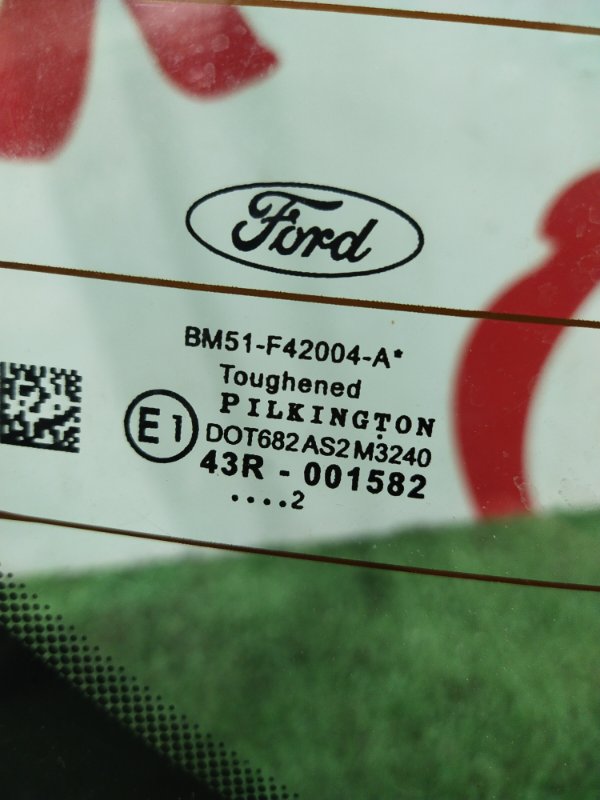 Ford
BM51-F42004-A*
Toughened
PILKINGTON
E1
DOT682 AS2 M3240
43R - 001582
....2